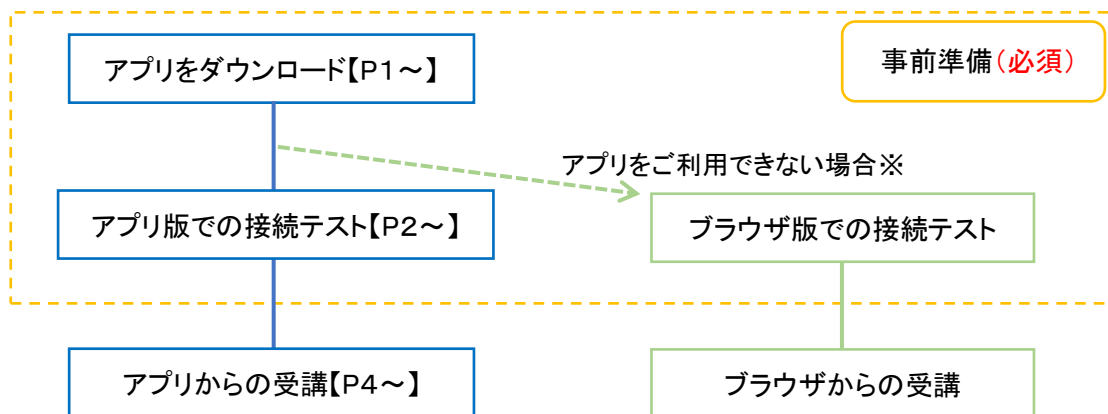 アプリをダウンロード【P1～】
事前準備(必須)
アプリをご利用できない場合※
アプリ版での接続テスト【P2～】
ブラウザ版での接続テスト
アプリからの受講【P4～】
ブラウザからの受講